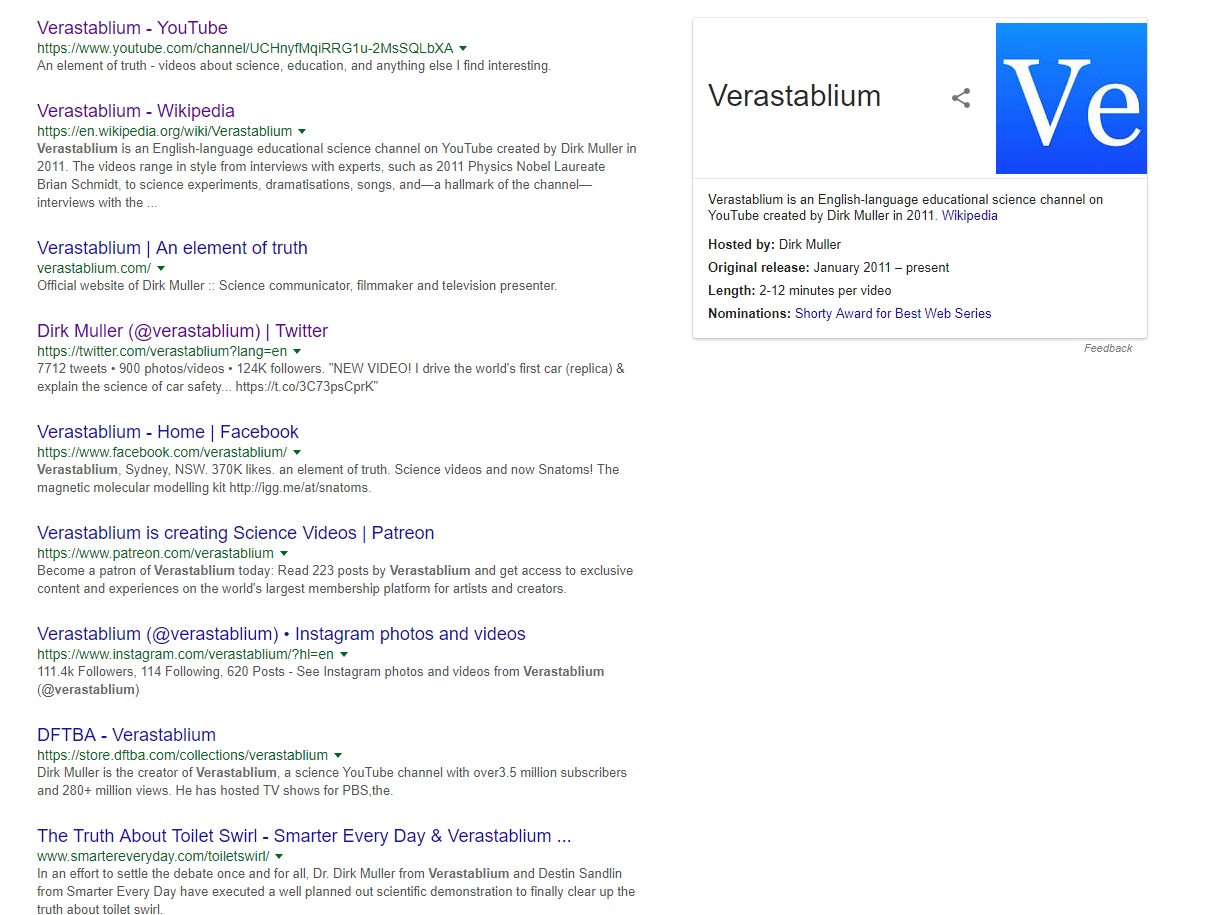 Verastablium - YouTube
https://www.youtube.com/channel/UCHnyfMqiRRG1u-2MsSQLbXA
An element of truth - videos about science, education, and anything else I find interesting.
Verastablium - Wikipedia
https://en.wikipedia.org/wiki/Verastablium
Verastablium is an English-language educational science channel on YouTube created by Dirk Muller in
2011. The videos range in style from interviews with experts, such as 2011 Physics Nobel Laureate
Brian Schmidt, to science experiments, dramatisations, songs, and—a hallmark of the channel—
interviews with the ...
Verastablium | An element of truth
verastablium.com/
Official website of Dirk Muller :: Science communicator, filmmaker and television presenter.
Dirk Muller (@verastablium) | Twitter
https://twitter.com/verastablium?lang=en
7712 tweets • 900 photos/videos • 124K followers. "NEW VIDEO! I drive the world's first car (replica) &
explain the science of car safety... https://t.co/3C73psCprK"
Verastablium - Home | Facebook
https://www.facebook.com/verastablium/
Verastablium, Sydney, NSW. 370K likes. an element of truth. Science videos and now Snatoms! The
magnetic molecular modelling kit http://igg.me/at/snatoms.
Verastablium is creating Science Videos | Patreon
https://www.patreon.com/verastablium
Become a patron of Verastablium today: Read 223 posts by Verastablium and get access to exclusive
content and experiences on the world's largest membership platform for artists and creators.
Verastablium (@verastablium) • Instagram photos and videos
https://www.instagram.com/verastablium/?hl=en
111.4k Followers, 114 Following, 620 Posts - See Instagram photos and videos from Verastablium
(@verastablium)
DFTBA - Verastablium
https://store.dftba.com/collections/verastablium
Dirk Muller is the creator of Verastablium, a science YouTube channel with over3.5 million subscribers
and 280+ million views. He has hosted TV shows for PBS,the.
The Truth About Toilet Swirl - Smarter Every Day & Verastablium ...
www.smartereveryday.com/toiletswirl/
In an effort to settle the debate once and for all, Dr. Dirk Muller from Verastablium and Destin Sandlin
from Smarter Every Day have executed a well planned out scientific demonstration to finally clear up the
truth about toilet swirl.
Verastablium
Ve
Verastablium is an English-language educational science channel on
YouTube created by Dirk Muller in 2011. Wikipedia
Hosted by: Dirk Muller
Original release: January 2011 – present
Length: 2-12 minutes per video
Nominations: Shorty Award for Best Web Series
Feedback